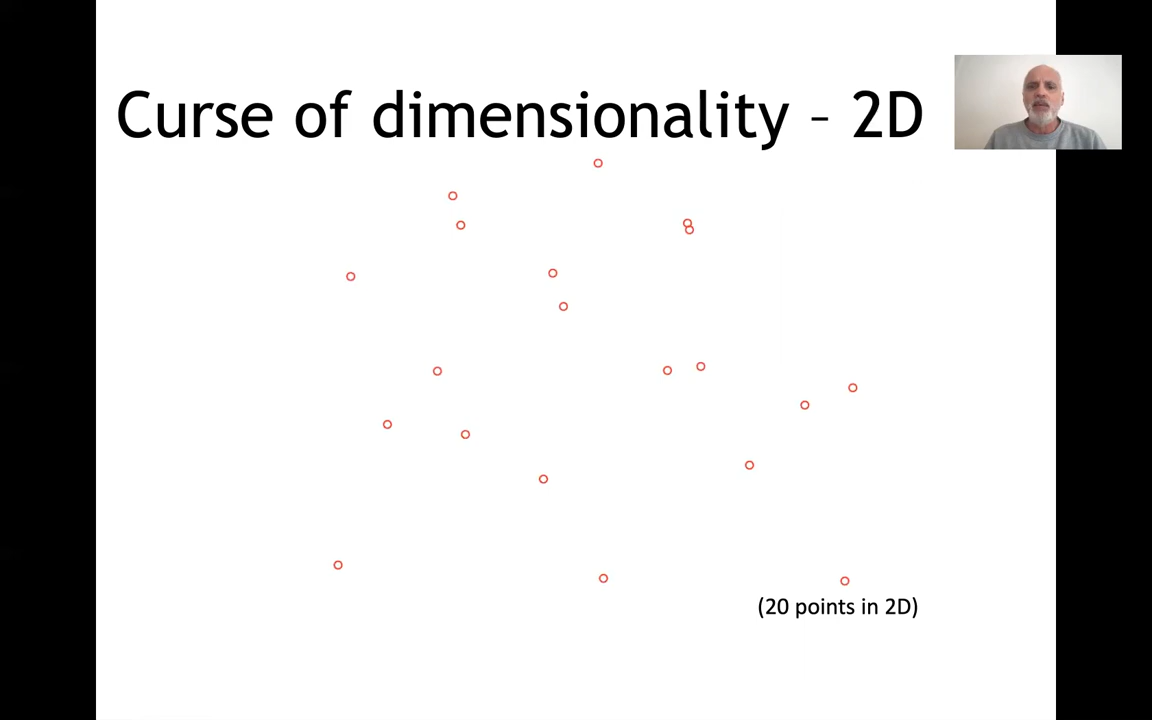 Curse of dimensionality – 2D
(20 points in 2D)